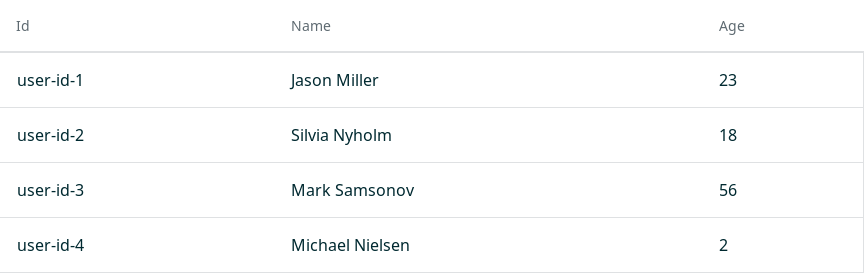 Id Name Age
user-id-1 Jason Miller 23
user-id-2 Silvia Nyholm 18
user-id-3 Mark Samsonov 56
user-id-4 Michael Nielsen 2